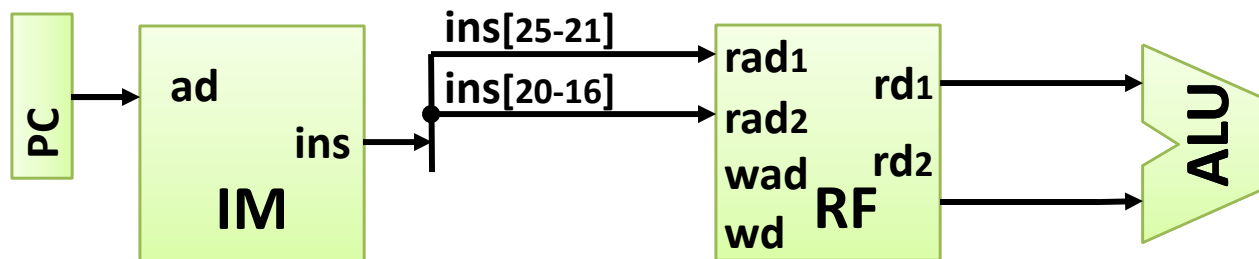 PC
ad
ins
IM
ins[25-21]
ins[20-16]
rad1
rad2
wad
wd
rd1
rd2
RF
ALU